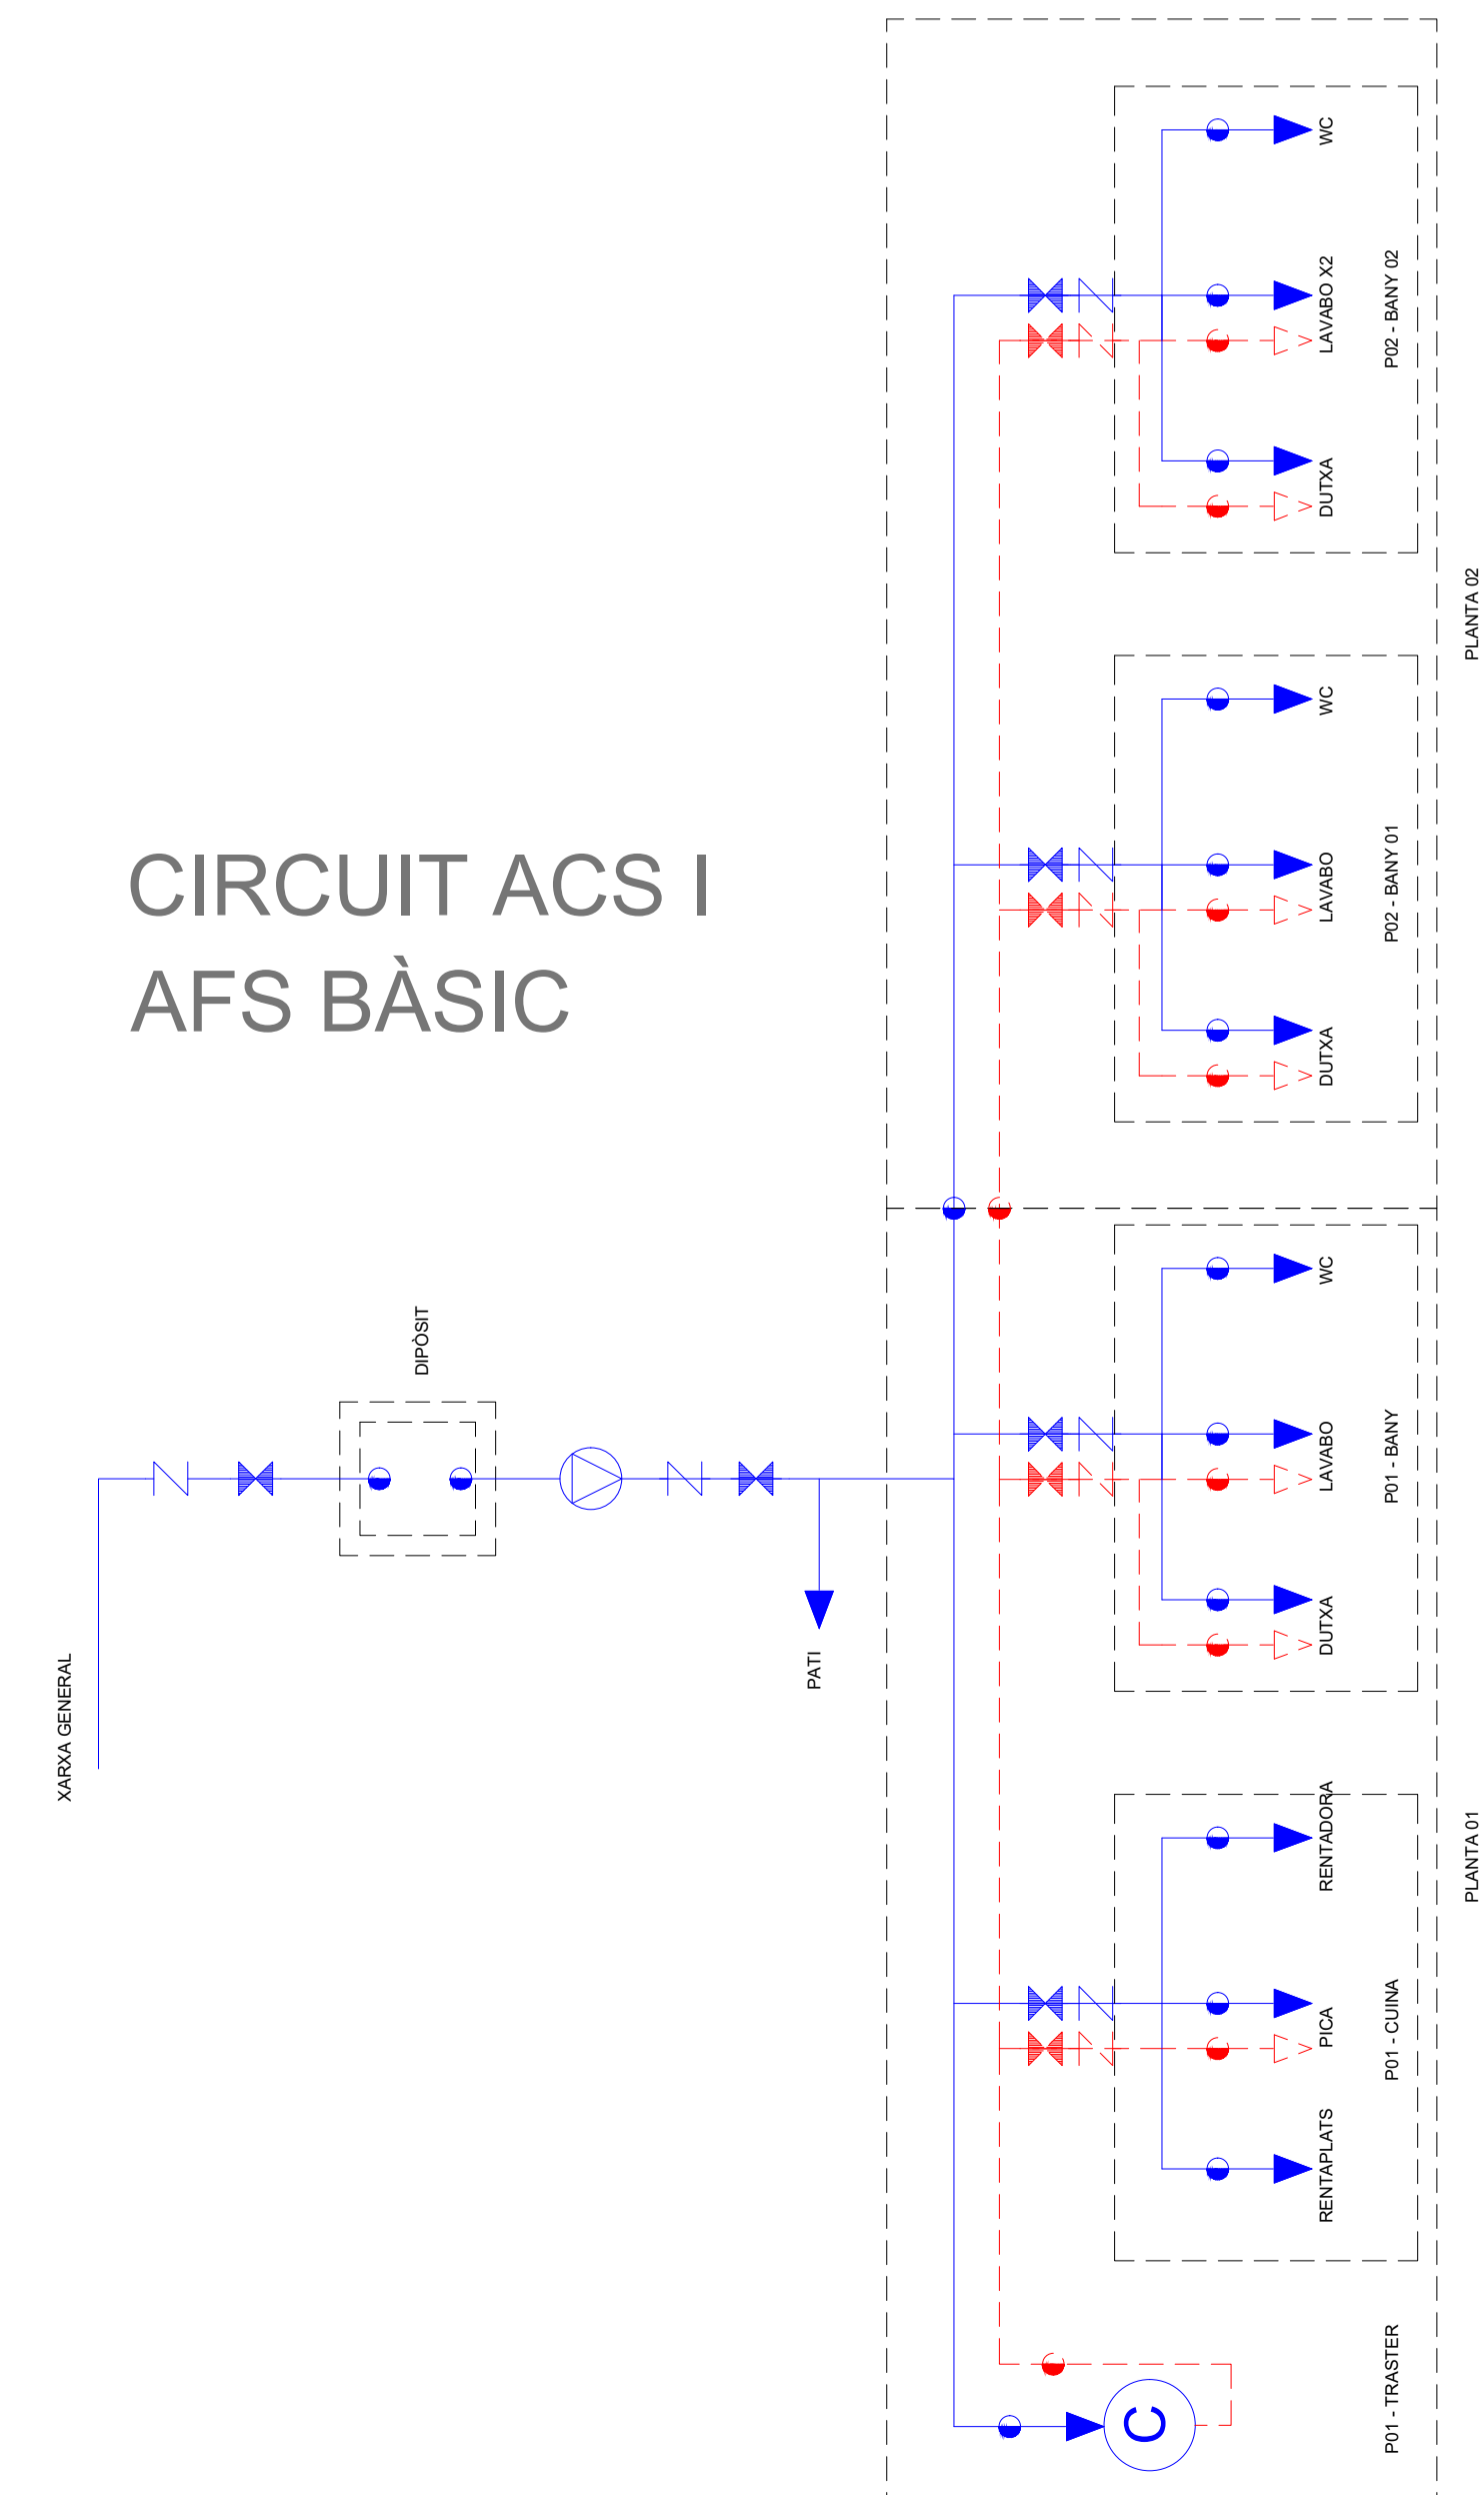 CIRCUIT ACS I
AFS BÀSIC
XARXA GENERAL
DIPÒSIT
PATI
WC
LAVABO X2
DUTXA
P02 - BANY 02
WC
LAVABO
DUTXA
P02 - BANY 01
PLANTA 02
WC
LAVABO
DUTXA
P01 - BANY
RENTADORA
PICA
RENTAPLATS
P01 - CUINA
PLANTA 01
C
P01 - TRASTER